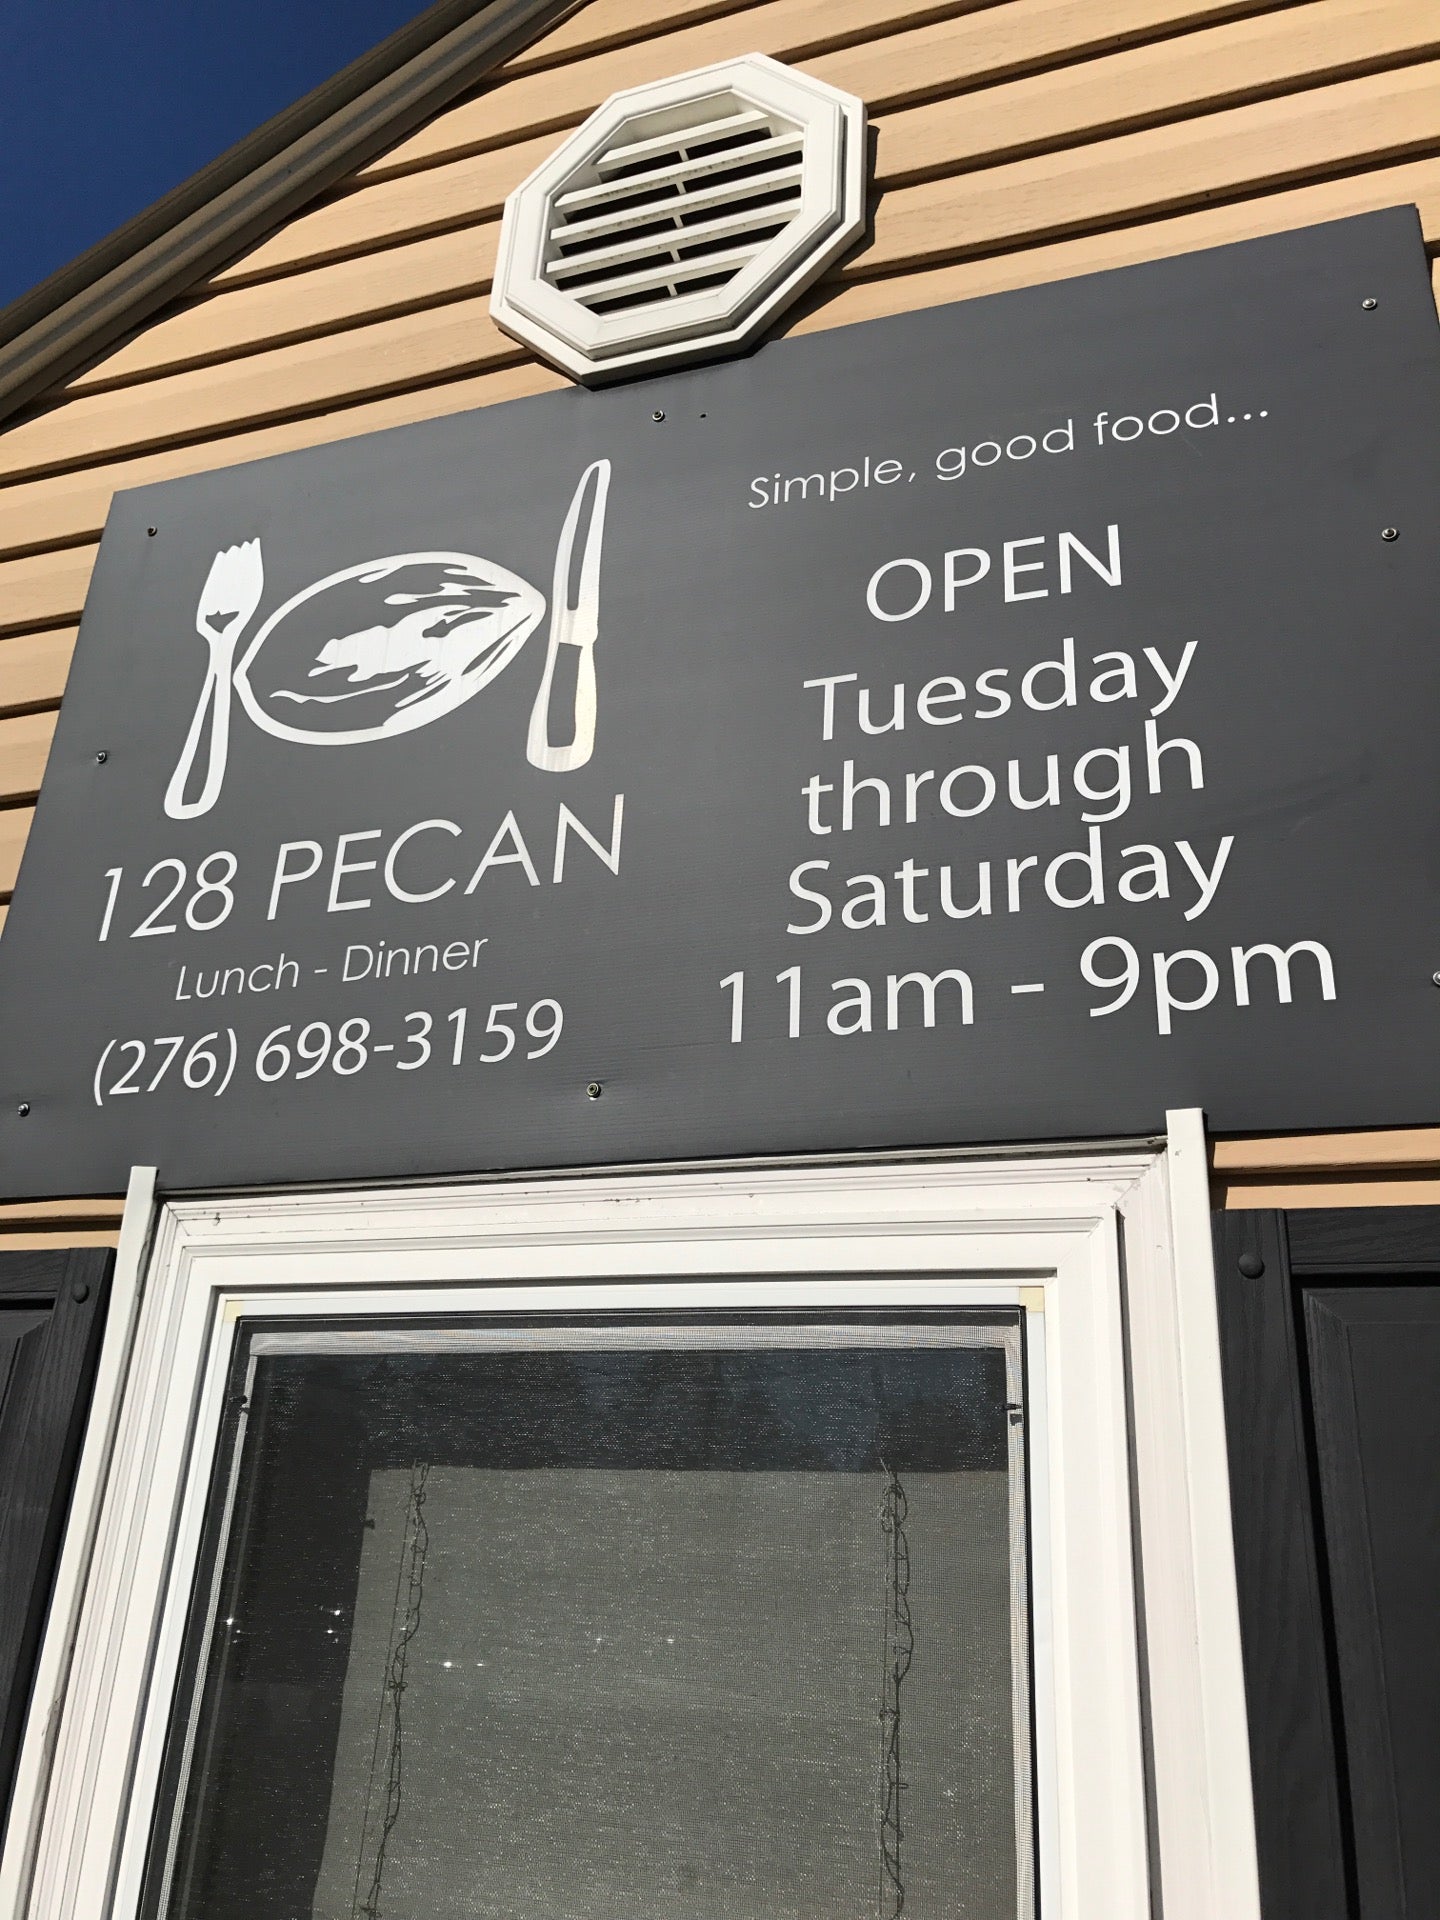 128 PECAN
Lunch - Dinner
(276) 698-3159
Simple, good food...
OPEN
Tuesday
through
Saturday
11am - 9pm